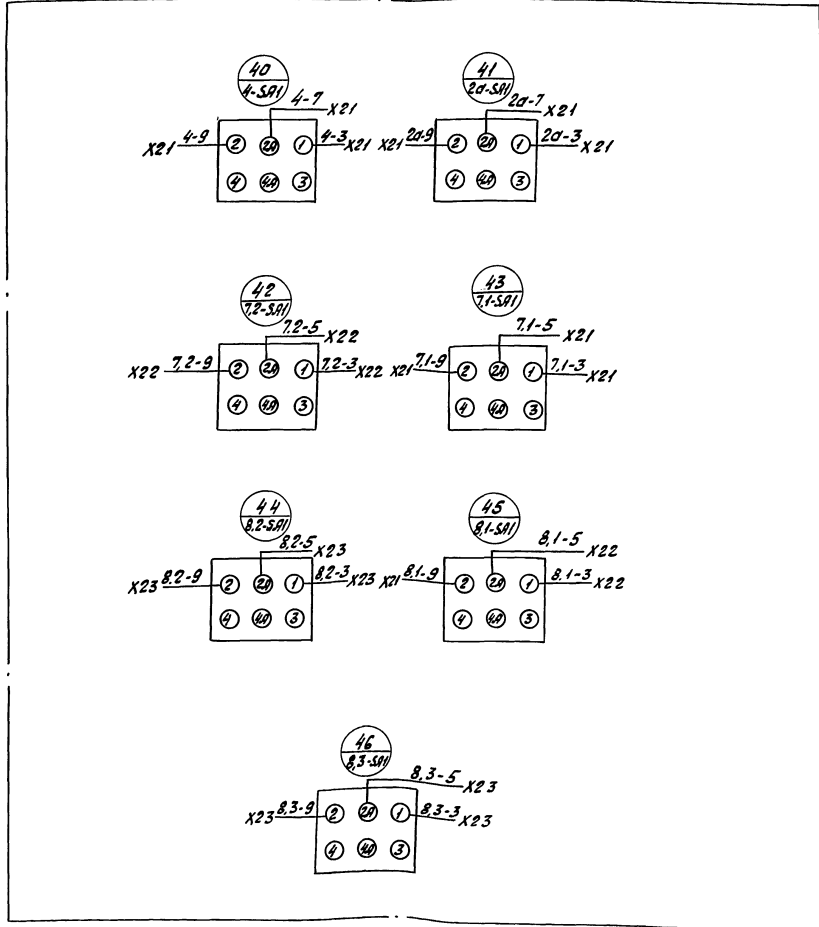 40
4-SA1
4-7 X21
X21 4-9 2 2A 1 4-3 X21
4 4A 3
41
2а-SA1
2а-7 X21
X21 2а-9 2 2A 1 2а-3 X21
4 4A 3
42
7,2-SA1
7,2-5 X22
X22 7,2-9 2 2A 1 7,2-3 X22
4 4A 3
43
7,1-SA1
7,1-5 X21
X21 7,1-9 2 2A 1 7,1-3 X21
4 4A 3
44
8,2-SA1
8,2-5 X23
X23 8,2-9 2 2A 1 8,2-3 X23
4 4A 3
45
8,1-SA1
8,1-5 X22
X21 8,1-9 2 2A 1 8,1-3 X22
4 4A 3
46
8,3-SA1
8,3-5 X23
X23 8,3-9 2 2A 1 8,3-3 X23
4 4A 3